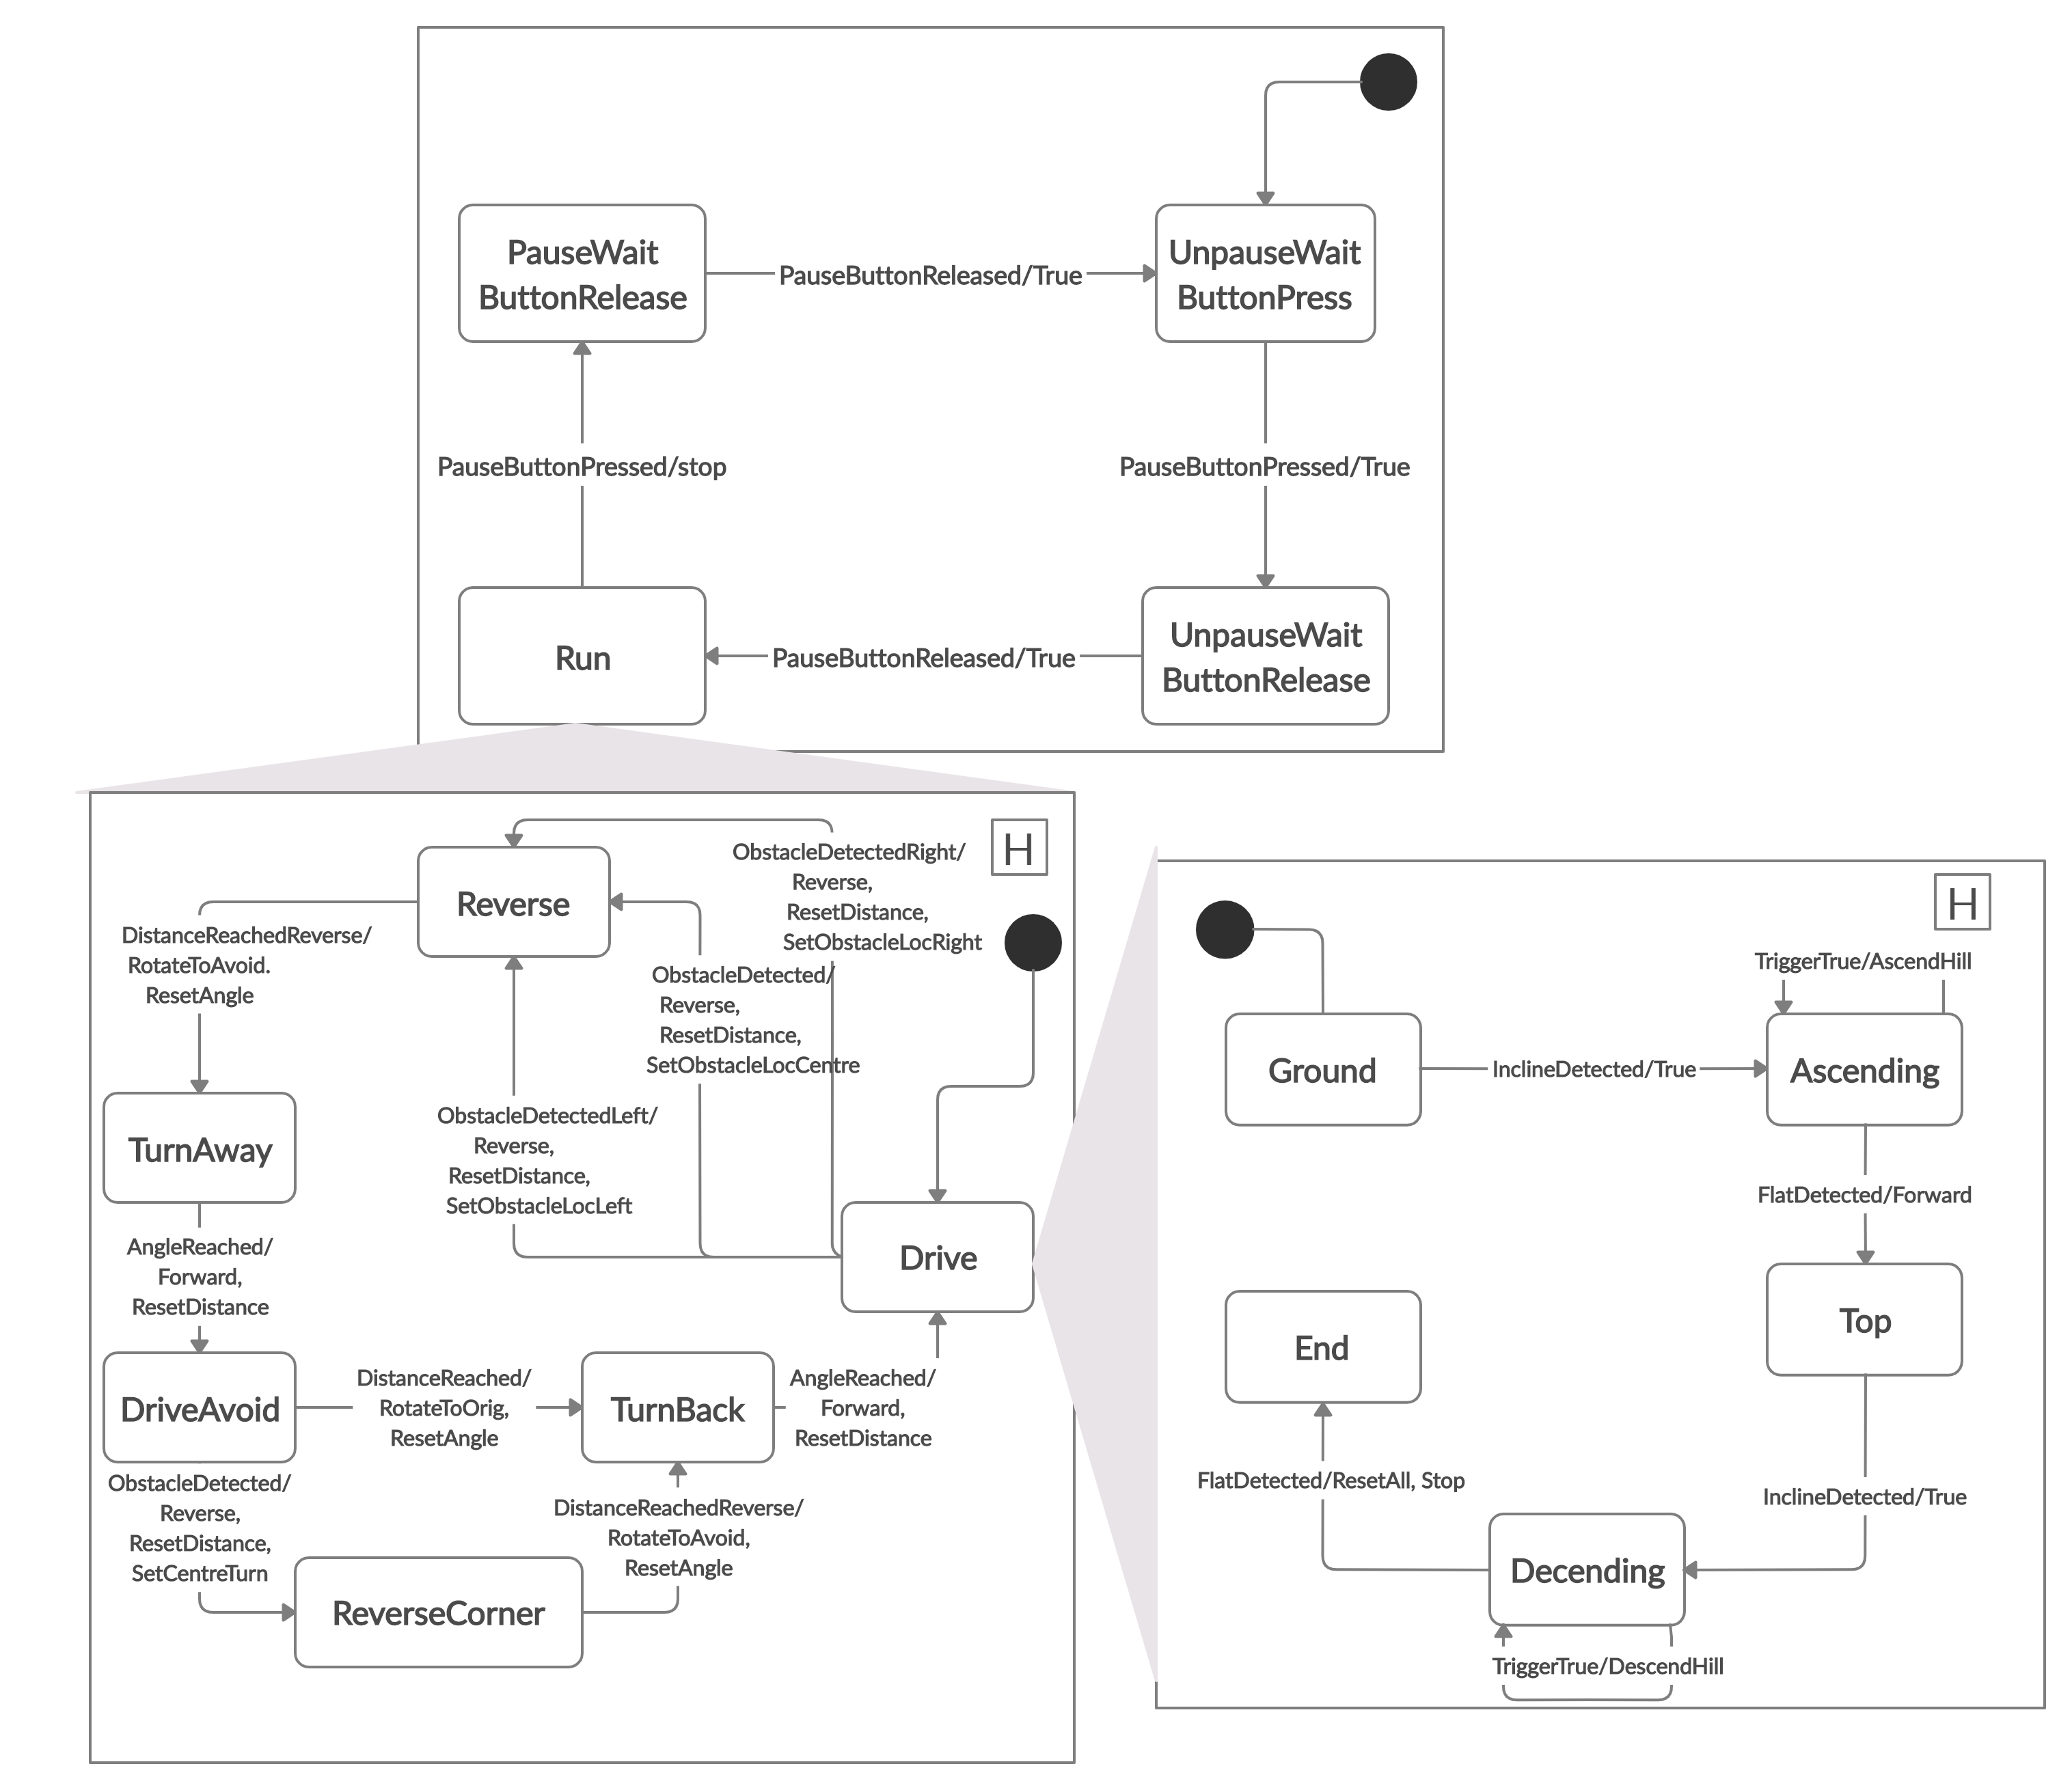 PauseWait
ButtonRelease
PauseButtonReleased/True
UnpauseWait
ButtonPress
PauseButtonPressed/stop
PauseButtonPressed/True
Run
PauseButtonReleased/True
UnpauseWait
ButtonRelease
H
Reverse
ObstacleDetectedRight/
Reverse,
ResetDistance,
SetObstacleLocRight
DistanceReachedReverse/
RotateToAvoid.
ResetAngle
ObstacleDetected/
Reverse,
ResetDistance,
SetObstacleLocCentre
TurnAway
ObstacleDetectedLeft/
Reverse,
ResetDistance,
SetObstacleLocLeft
AngleReached/
Forward,
ResetDistance
Drive
DriveAvoid
DistanceReached/
RotateToOrig,
ResetAngle
TurnBack
AngleReached/
Forward,
ResetDistance
ObstacleDetected/
Reverse,
ResetDistance,
SetCentreTurn
DistanceReachedReverse/
RotateToAvoid,
ResetAngle
ReverseCorner
H
TriggerTrue/AscendHill
Ground
InclineDetected/True
Ascending
FlatDetected/Forward
Top
End
FlatDetected/ResetAll, Stop
InclineDetected/True
Decending
TriggerTrue/DescendHill